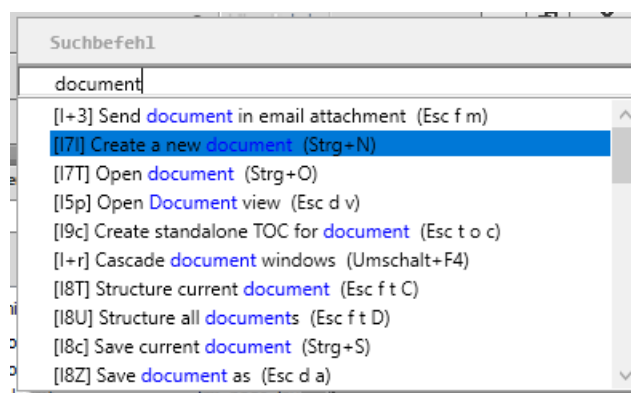 Suchbefehl
document
[I+3] Send document in email attachment (Esc f m)
[I7I] Create a new document (Strg+N)
[I7T] Open document (Strg+O)
[I5p] Open Document view (Esc d v)
[I9c] Create standalone TOC for document (Esc t o c)
[I+r] Cascade document windows (Umschalt+F4)
[I8T] Structure current document (Esc f t C)
[I8U] Structure all documents (Esc f t D)
[I8c] Save current document (Strg+S)
[I8Z] Save document as (Esc d a)